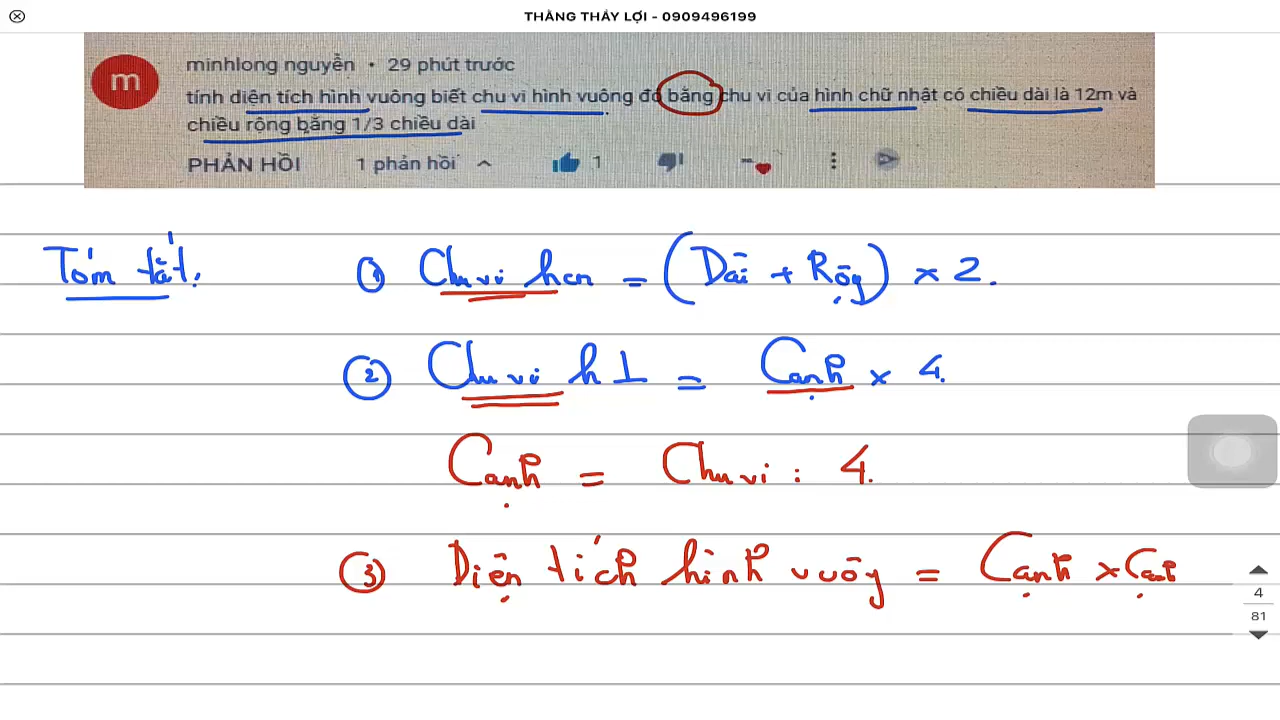 THẰNG THẦY LỢI - 0909496199
m
minhlong nguyễn • 29 phút trước
tính diện tích hình vuông biết chu vi hình vuông đó bằng chu vi của hình chữ nhật có chiều dài là 12m và
chiều rộng bằng 1/3 chiều dài
PHẢN HỒI 1 phản hồi 1
Tóm tắt:
① Chu vi hcn = (Dài + Rộng) × 2.
② Chu vi h⊥ = Cạnh × 4.
Cạnh = Chu vi : 4.
③ Diện tích hình vuông = Cạnh × Cạnh
4
81